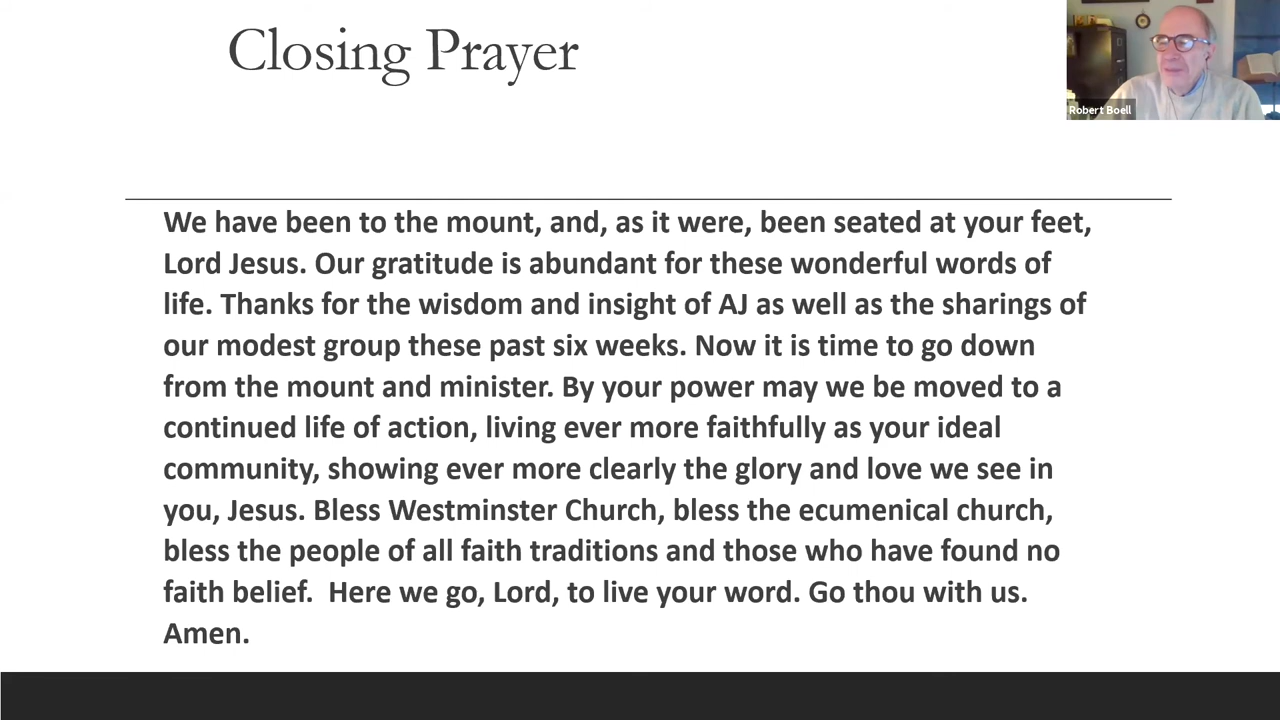 Closing Prayer
Robert Boell
We have been to the mount, and, as it were, been seated at your feet,
Lord Jesus. Our gratitude is abundant for these wonderful words of
life. Thanks for the wisdom and insight of AJ as well as the sharings of
our modest group these past six weeks. Now it is time to go down
from the mount and minister. By your power may we be moved to a
continued life of action, living ever more faithfully as your ideal
community, showing ever more clearly the glory and love we see in
you, Jesus. Bless Westminster Church, bless the ecumenical church,
bless the people of all faith traditions and those who have found no
faith belief.  Here we go, Lord, to live your word. Go thou with us.
Amen.